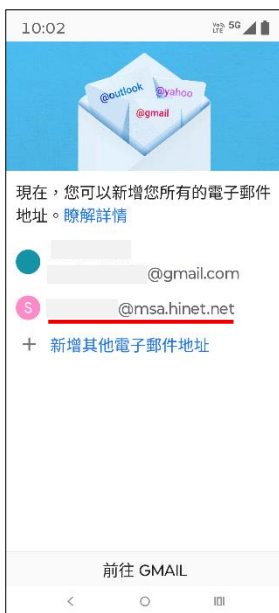 10:02
VoD LTE 5G
@outlook
@yahoo
@gmail
現在，您可以新增您所有的電子郵件
地址。瞭解詳情
@gmail.com
S
@msa.hinet.net
+ 新增其他電子郵件地址
前往 GMAIL